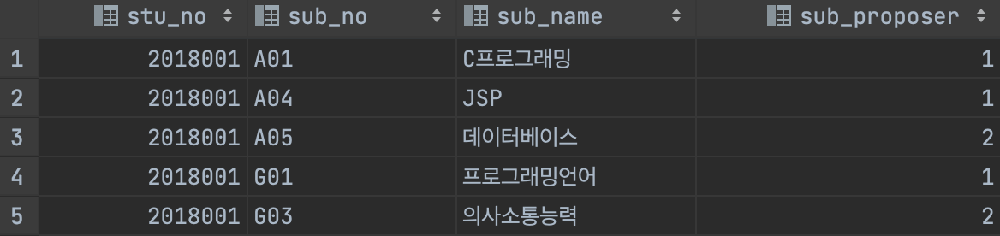 stu_no sub_no sub_name sub_proposer
1 2018001 A01 C프로그래밍 1
2 2018001 A04 JSP 1
3 2018001 A05 데이터베이스 2
4 2018001 G01 프로그래밍언어 1
5 2018001 G03 의사소통능력 2